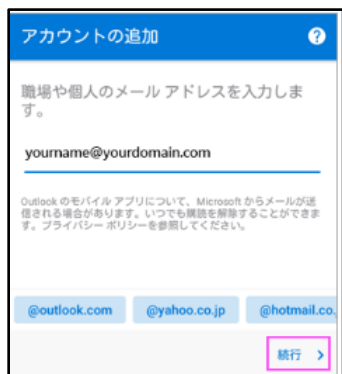 アカウントの追加 ?
職場や個人のメール アドレスを入力しま
す。
yourname@yourdomain.com
Outlook のモバイル アプリについて、Microsoft からメールが送
信される場合があります。いつでも購読を解除することができま
す。プライバシー ポリシーを参照してください。
@outlook.com @yahoo.co.jp @hotmail.co.
続行 >